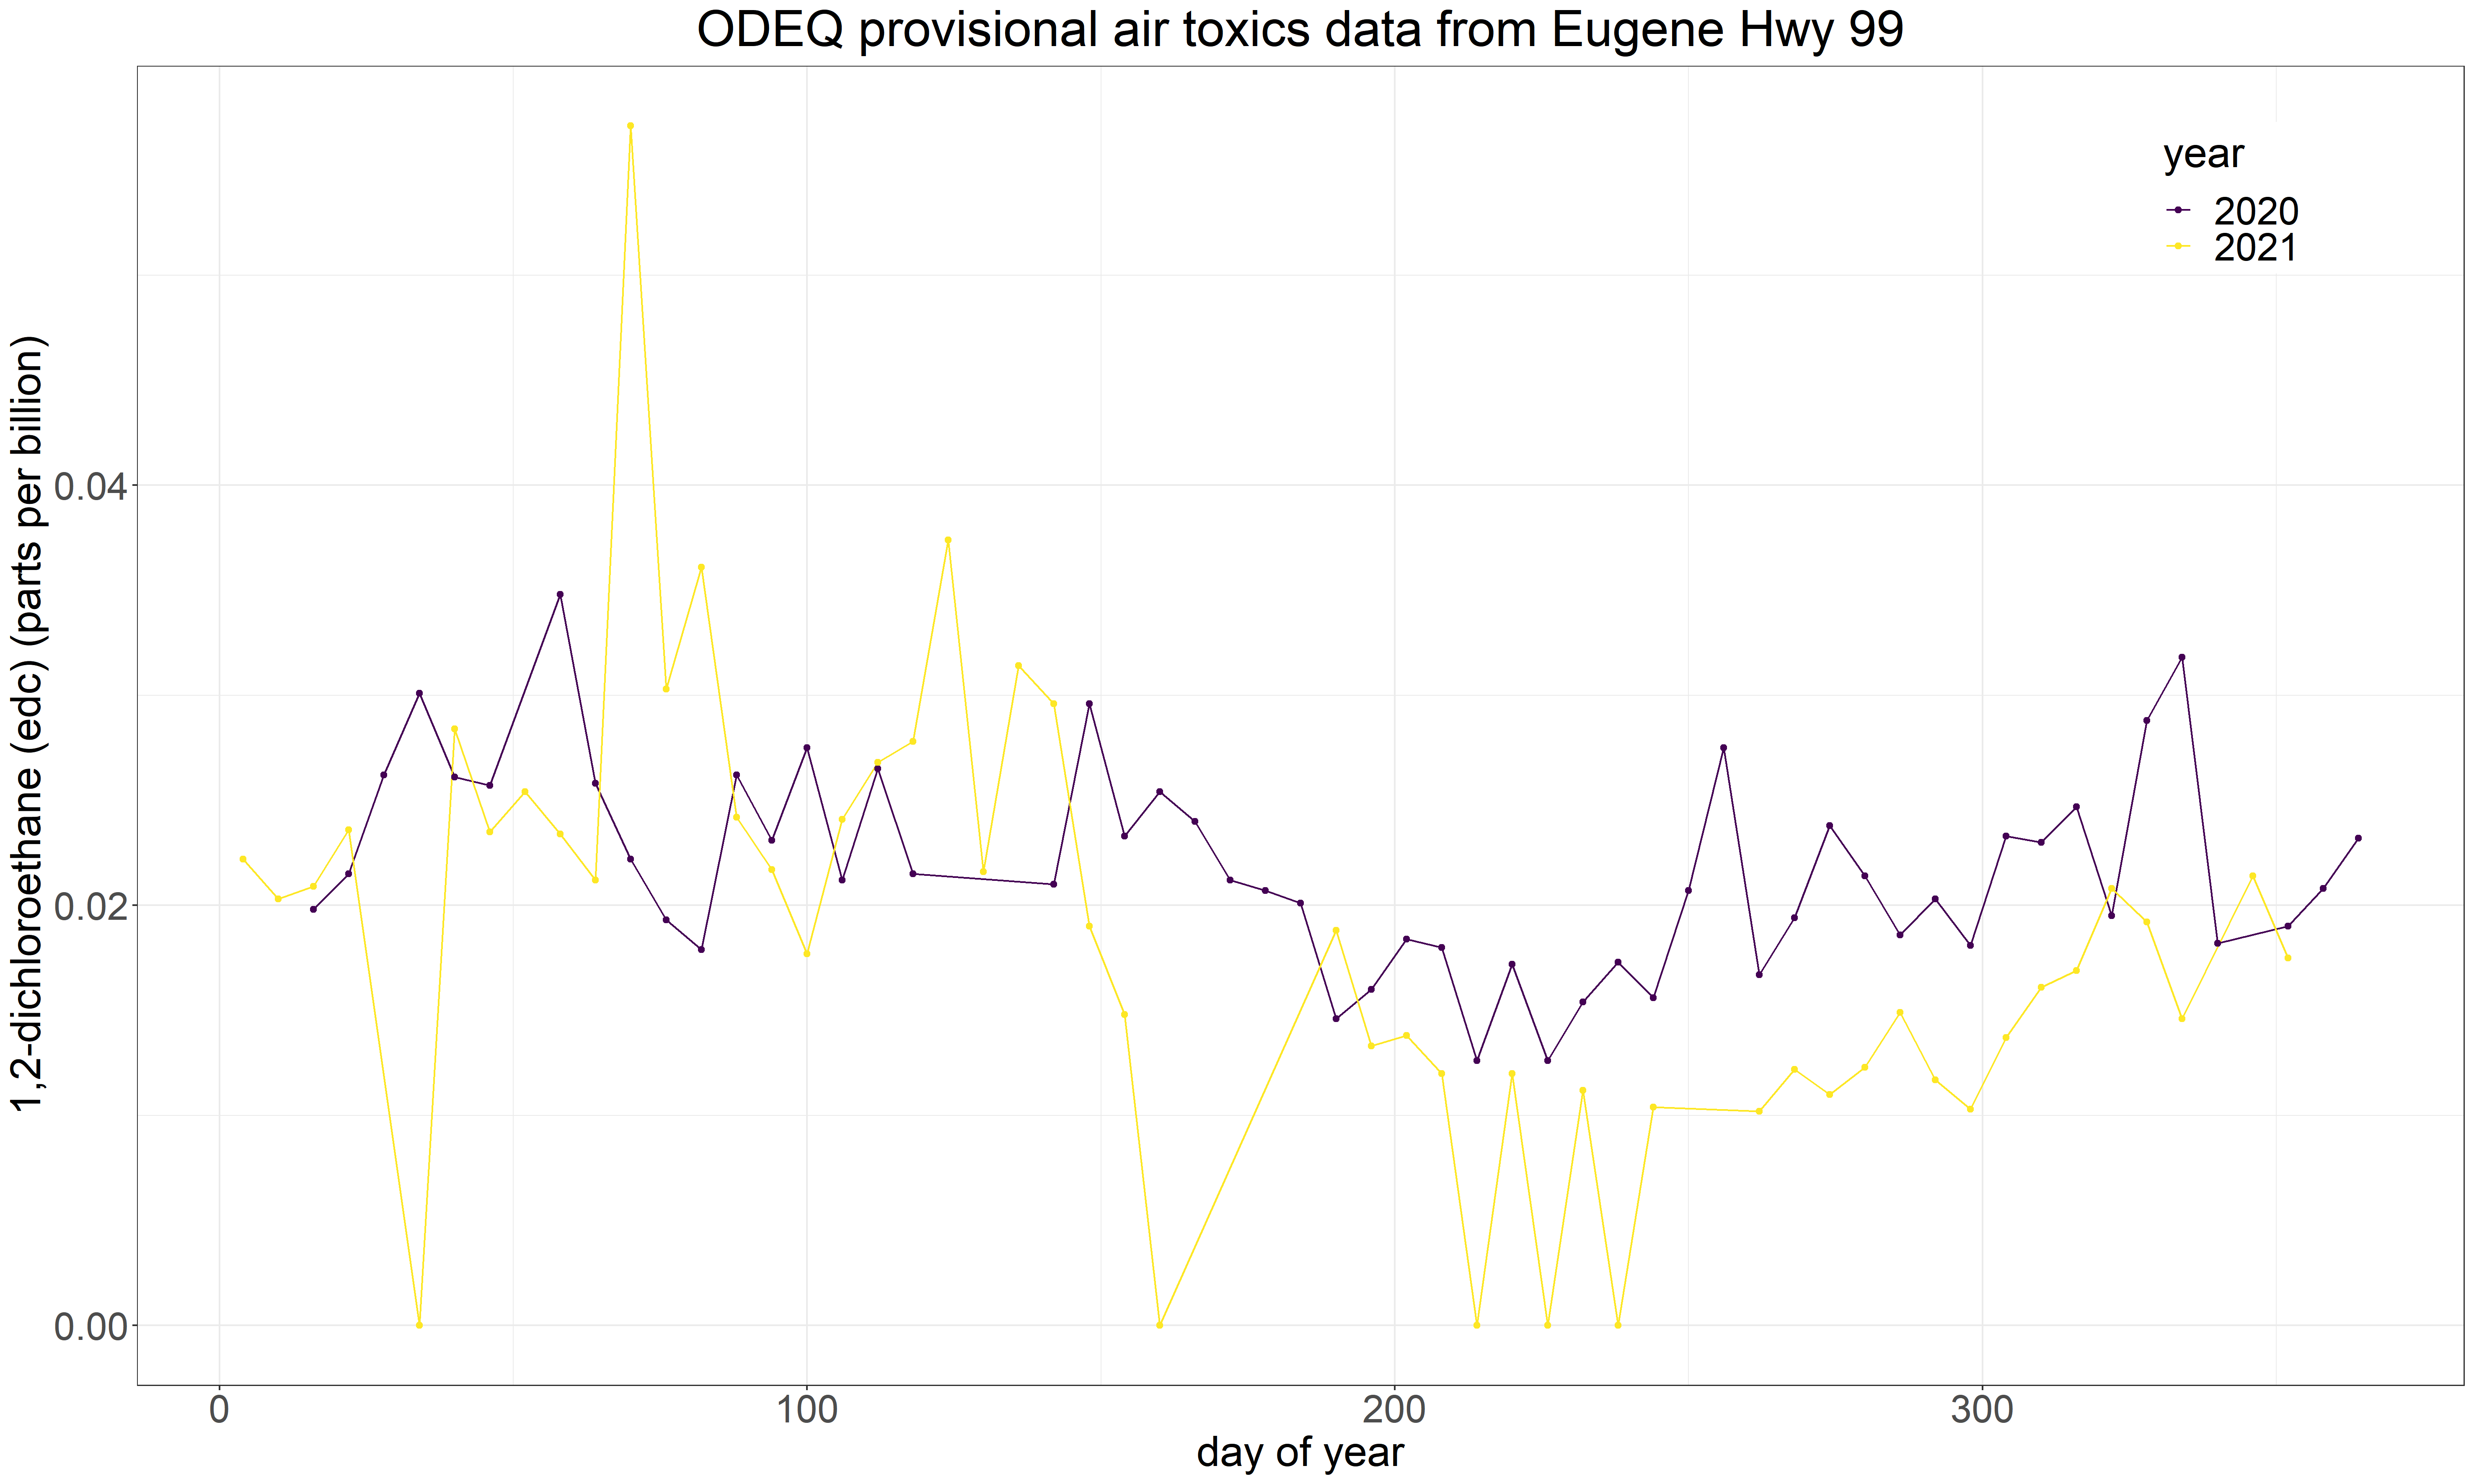 ODEQ provisional air toxics data from Eugene Hwy 99
year
2020
2021
1,2-dichloroethane (edc) (parts per billion)
0.04
0.02
0.00
0 100 200 300
day of year